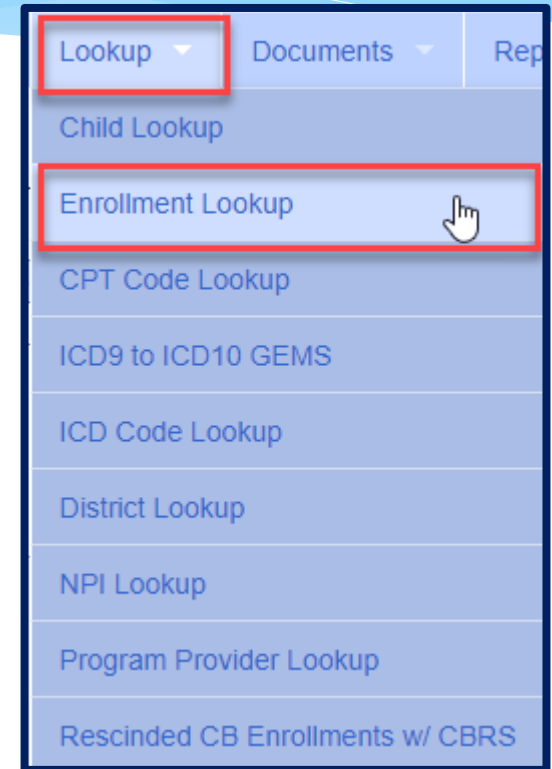 Lookup Documents Rep
Child Lookup
Enrollment Lookup
CPT Code Lookup
ICD9 to ICD10 GEMS
ICD Code Lookup
District Lookup
NPI Lookup
Program Provider Lookup
Rescinded CB Enrollments w/ CBRS